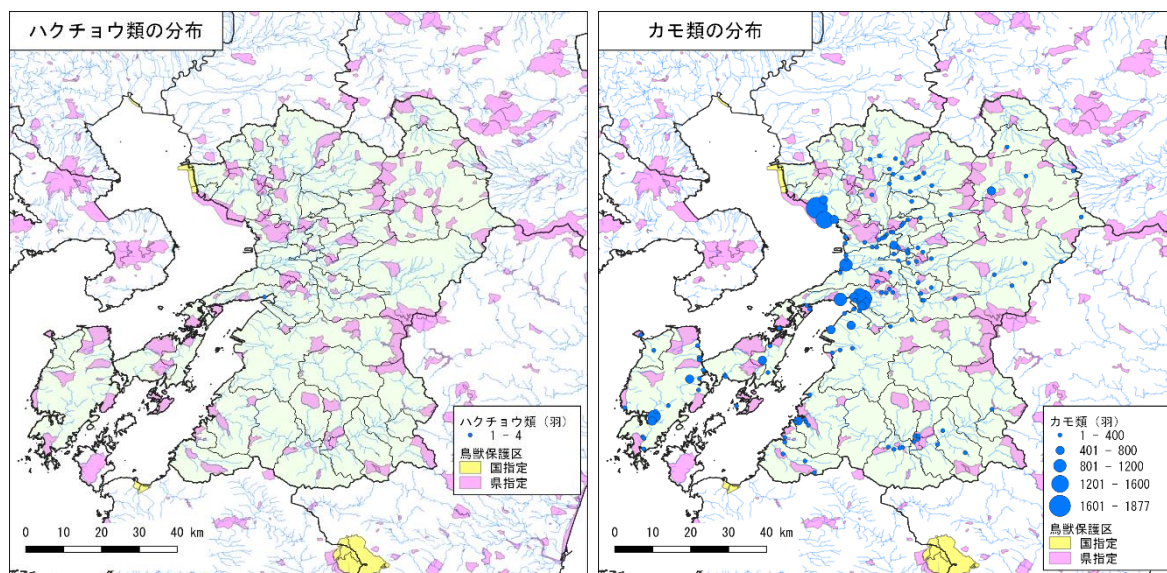 ハクチョウ類の分布
ハクチョウ類（羽）
1 - 4
鳥獣保護区
国指定
県指定
0 10 20 30 40 km
カモ類の分布
カモ類（羽）
1 - 400
401 - 800
801 - 1200
1201 - 1600
1601 - 1877
鳥獣保護区
国指定
県指定
0 10 20 30 40 km